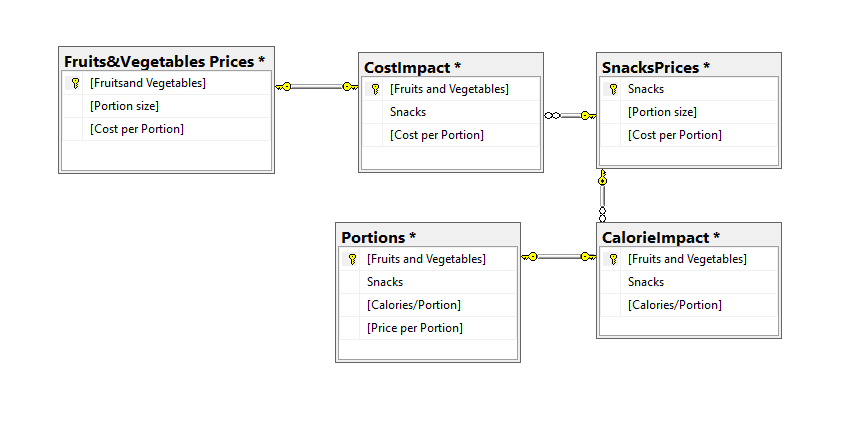 Fruits&Vegetables Prices *
[Fruitsand Vegetables]
[Portion size]
[Cost per Portion]
CostImpact *
[Fruits and Vegetables]
Snacks
[Cost per Portion]
SnacksPrices *
Snacks
[Portion size]
[Cost per Portion]
Portions *
[Fruits and Vegetables]
Snacks
[Calories/Portion]
[Price per Portion]
CalorieImpact *
[Fruits and Vegetables]
Snacks
[Calories/Portion]